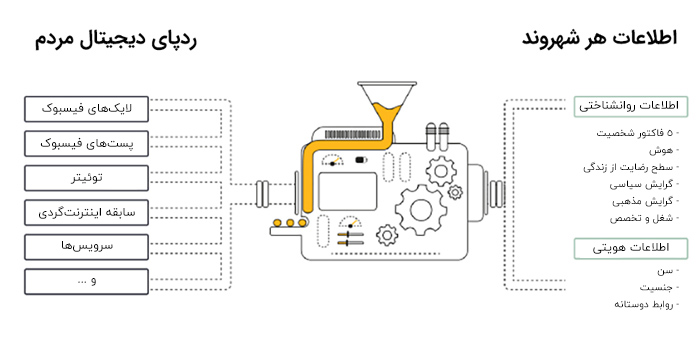 اطلاعات هر شهروند
ردپای دیجیتال مردم
اطلاعات روانشناختی
- ۵ فاکتور شخصیت
- هوش
- سطح رضایت از زندگی
- گرایش سیاسی
- گرایش مذهبی
- شغل و تخصص
اطلاعات هویتی
- سن
- جنسیت
- روابط دوستانه
لایک‌های فیسبوک
پست‌های فیسبوک
توئیتر
سابقه اینترنت‌گردی
سرویس‌ها
و ...